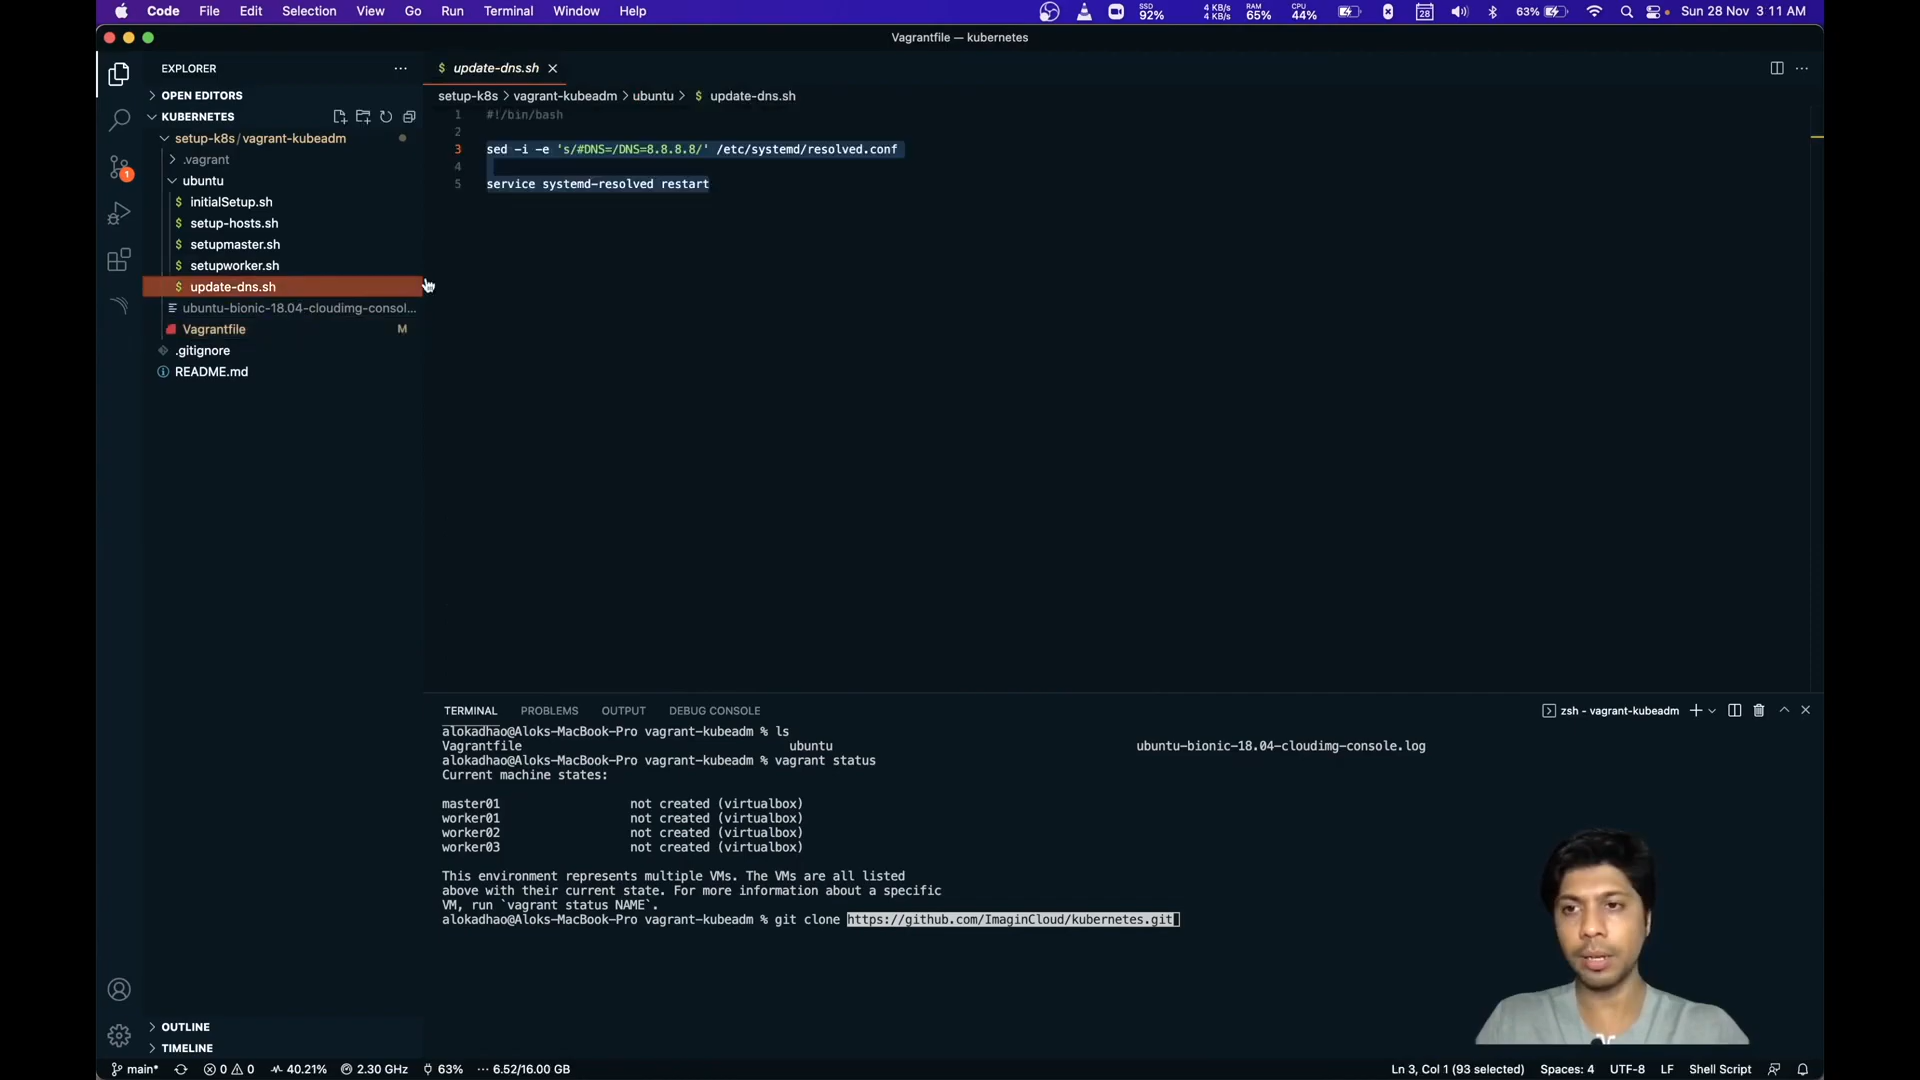 Code File Edit Selection View Go Run Terminal Window Help
SSD 92% 4 KB/s 4 KB/s RAM 65% CPU 44% 28 63% Sun 28 Nov 3:11 AM
Vagrantfile — kubernetes
EXPLORER
OPEN EDITORS
KUBERNETES
setup-k8s / vagrant-kubeadm
.vagrant
ubuntu
$ initialSetup.sh
$ setup-hosts.sh
$ setupmaster.sh
$ setupworker.sh
$ update-dns.sh
ubuntu-bionic-18.04-cloudimg-consol...
Vagrantfile M
.gitignore
README.md
1
OUTLINE
TIMELINE
$ update-dns.sh
setup-k8s > vagrant-kubeadm > ubuntu > $ update-dns.sh
1 #!/bin/bash
2
3 sed -i -e 's/#DNS=/DNS=8.8.8.8/' /etc/systemd/resolved.conf
4
5 service systemd-resolved restart
TERMINAL PROBLEMS OUTPUT DEBUG CONSOLE
zsh - vagrant-kubeadm
alokadhao@Aloks-MacBook-Pro vagrant-kubeadm % ls
Vagrantfile ubuntu ubuntu-bionic-18.04-cloudimg-console.log
alokadhao@Aloks-MacBook-Pro vagrant-kubeadm % vagrant status
Current machine states:
master01 not created (virtualbox)
worker01 not created (virtualbox)
worker02 not created (virtualbox)
worker03 not created (virtualbox)
This environment represents multiple VMs. The VMs are all listed
above with their current state. For more information about a specific
VM, run `vagrant status NAME`.
alokadhao@Aloks-MacBook-Pro vagrant-kubeadm % git clone https://github.com/ImaginCloud/kubernetes.git
main* 0 0 40.21% 2.30 GHz 63% 6.52/16.00 GB
Ln 3, Col 1 (93 selected) Spaces: 4 UTF-8 LF Shell Script